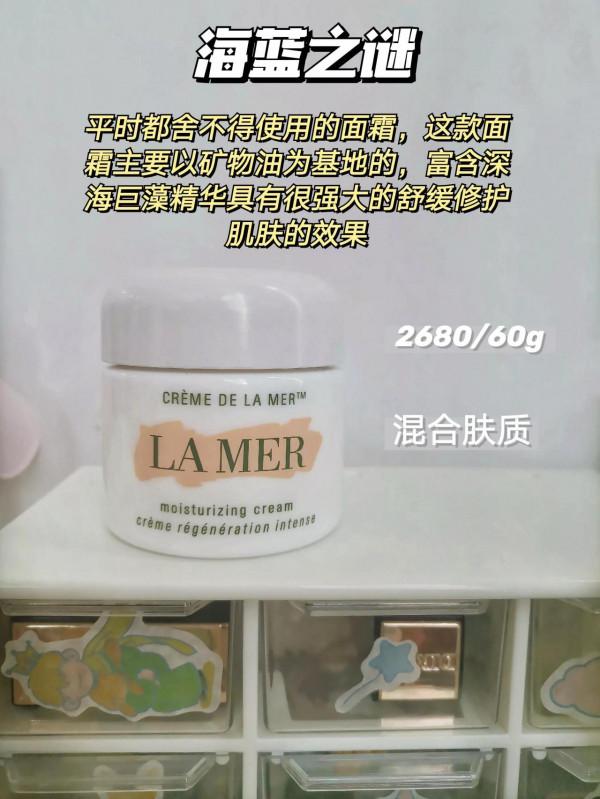 海蓝之谜
平时都舍不得使用的面霜，这款面
霜主要以矿物油为基地的，富含深
海巨藻精华具有很强大的舒缓修护
肌肤的效果
2680/60g
混合肤质
CRÈME DE LA MER™
LA MER
moisturizing cream
crème régénération intense